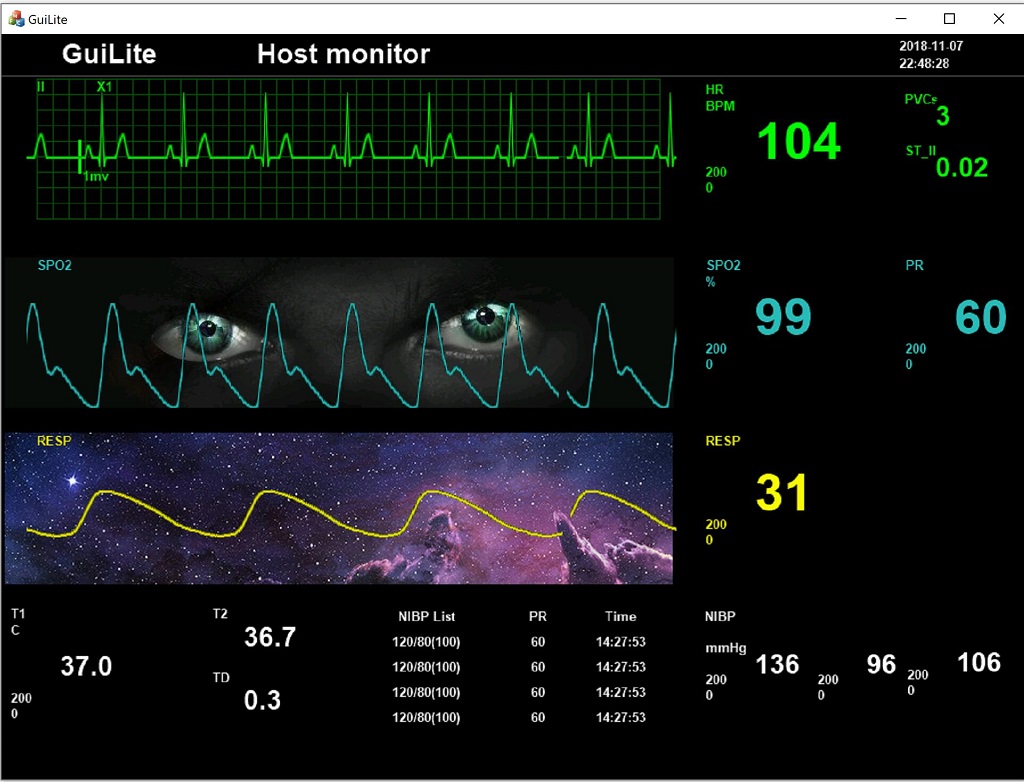 GuiLite
GuiLite Host monitor 2018-11-07
22:48:28
II X1
1mv
HR
BPM
104
200
0
PVCs
3
ST_II
0.02
SPO2
SPO2
%
99
200
0
PR
60
200
0
RESP
RESP
31
200
0
T1
C
37.0
200
0
T2
36.7
TD
0.3
NIBP List PR Time
120/80(100) 60 14:27:53
120/80(100) 60 14:27:53
120/80(100) 60 14:27:53
120/80(100) 60 14:27:53
NIBP
mmHg
136
200
0
96
200
0
106
200
0